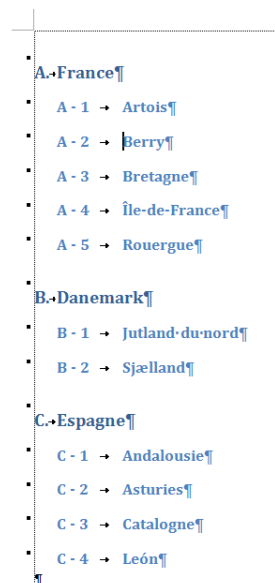 A. France¶
A - 1 Artois¶
A - 2 Berry¶
A - 3 Bretagne¶
A - 4 Île-de-France¶
A - 5 Rouergue¶
B. Danemark¶
B - 1 Jutland·du·nord¶
B - 2 Sjælland¶
C. Espagne¶
C - 1 Andalousie¶
C - 2 Asturies¶
C - 3 Catalogne¶
C - 4 León¶
¶